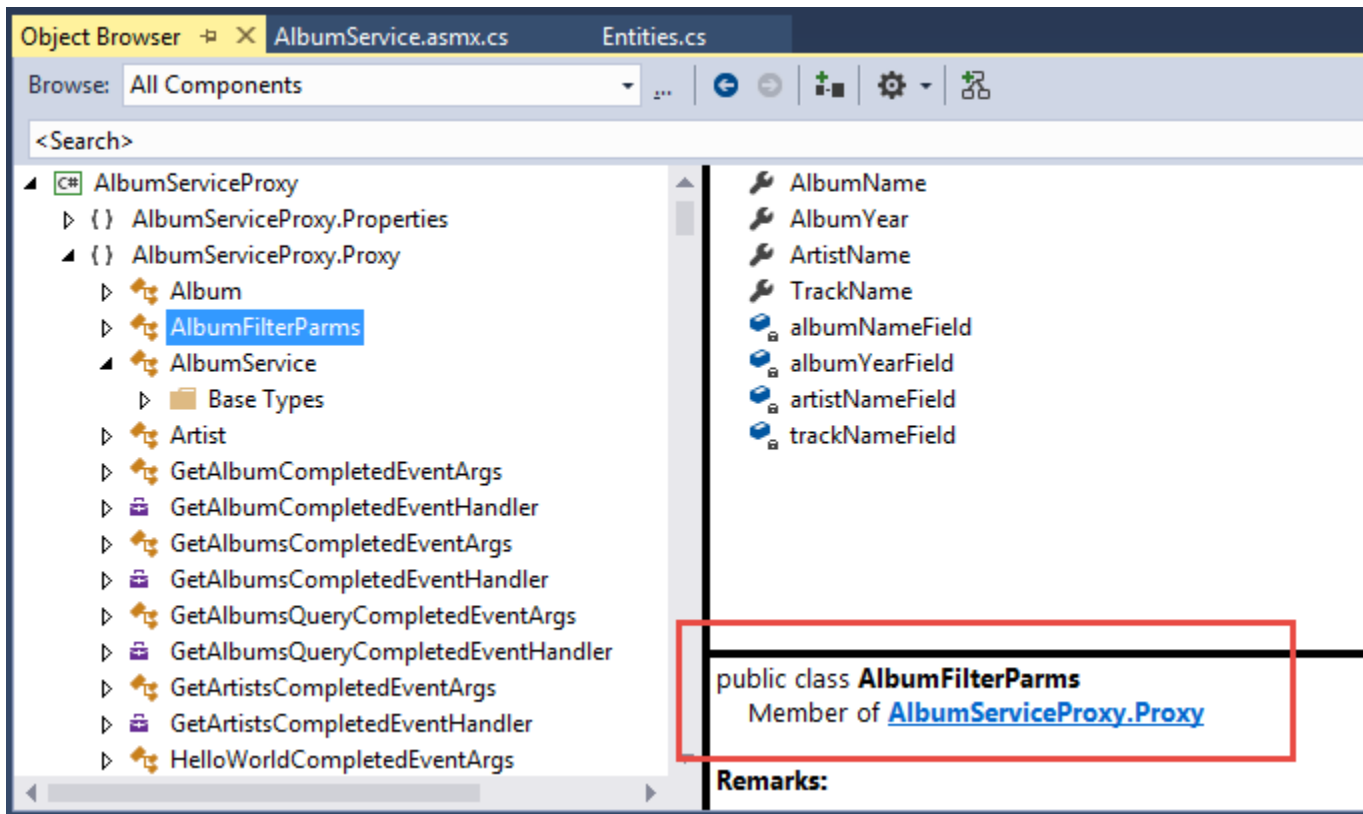 Object Browser AlbumService.asmx.cs Entities.cs
Browse: All Components ...
<Search>
C# AlbumServiceProxy
{ } AlbumServiceProxy.Properties
{ } AlbumServiceProxy.Proxy
Album
AlbumFilterParms
AlbumService
Base Types
Artist
GetAlbumCompletedEventArgs
GetAlbumCompletedEventHandler
GetAlbumsCompletedEventArgs
GetAlbumsCompletedEventHandler
GetAlbumsQueryCompletedEventArgs
GetAlbumsQueryCompletedEventHandler
GetArtistsCompletedEventArgs
GetArtistsCompletedEventHandler
HelloWorldCompletedEventArgs
AlbumName
AlbumYear
ArtistName
TrackName
albumNameField
albumYearField
artistNameField
trackNameField
public class AlbumFilterParms
Member of AlbumServiceProxy.Proxy
Remarks: